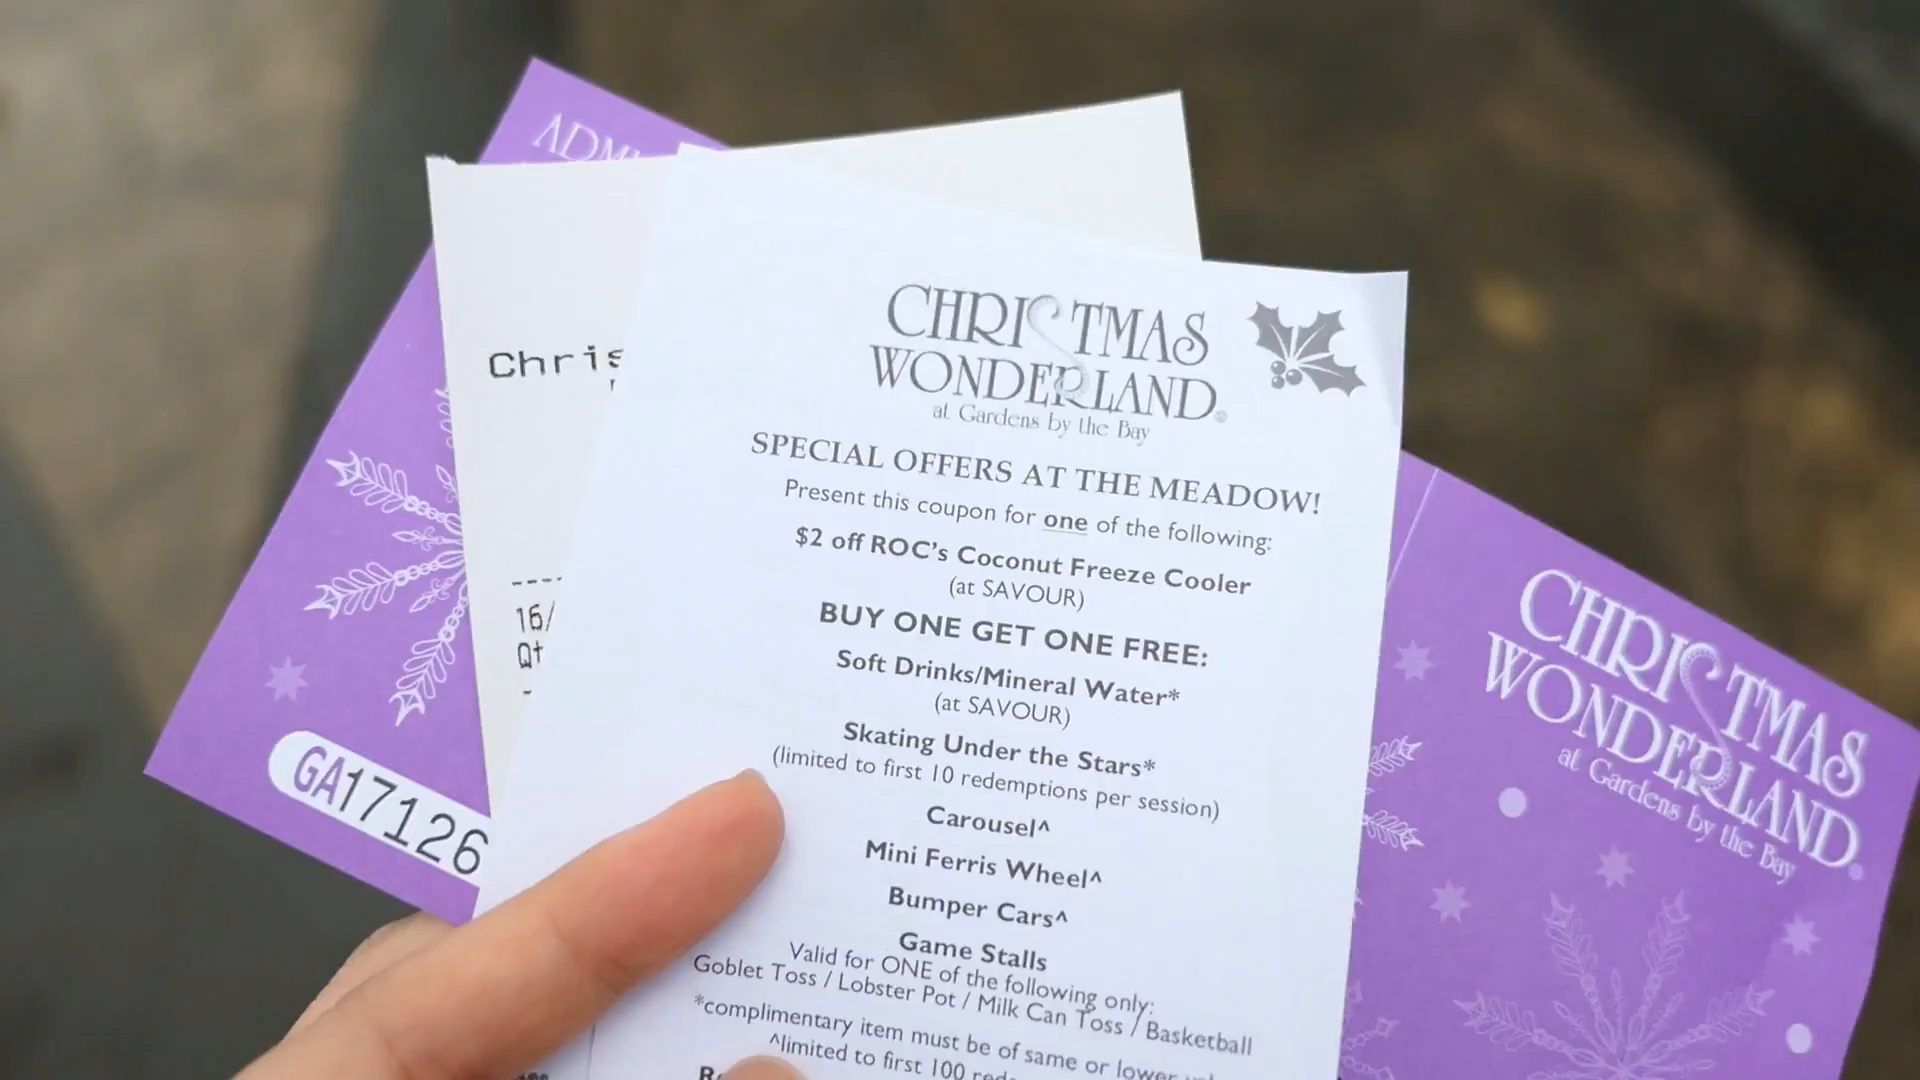 CHRISTMAS
WONDERLAND®
at Gardens by the Bay
SPECIAL OFFERS AT THE MEADOW!
Present this coupon for one of the following:
$2 off ROC's Coconut Freeze Cooler
(at SAVOUR)
BUY ONE GET ONE FREE:
Soft Drinks/Mineral Water*
(at SAVOUR)
Skating Under the Stars*
(limited to first 10 redemptions per session)
Carousel^
Mini Ferris Wheel^
Bumper Cars^
Game Stalls
Valid for ONE of the following only:
Goblet Toss / Lobster Pot / Milk Can Toss / Basketball
*complimentary item must be of same or lower
^limited to first 100
Chris
16/
Qt
GA17126
CHRISTMAS
WONDERLAND®
at Gardens by the Bay